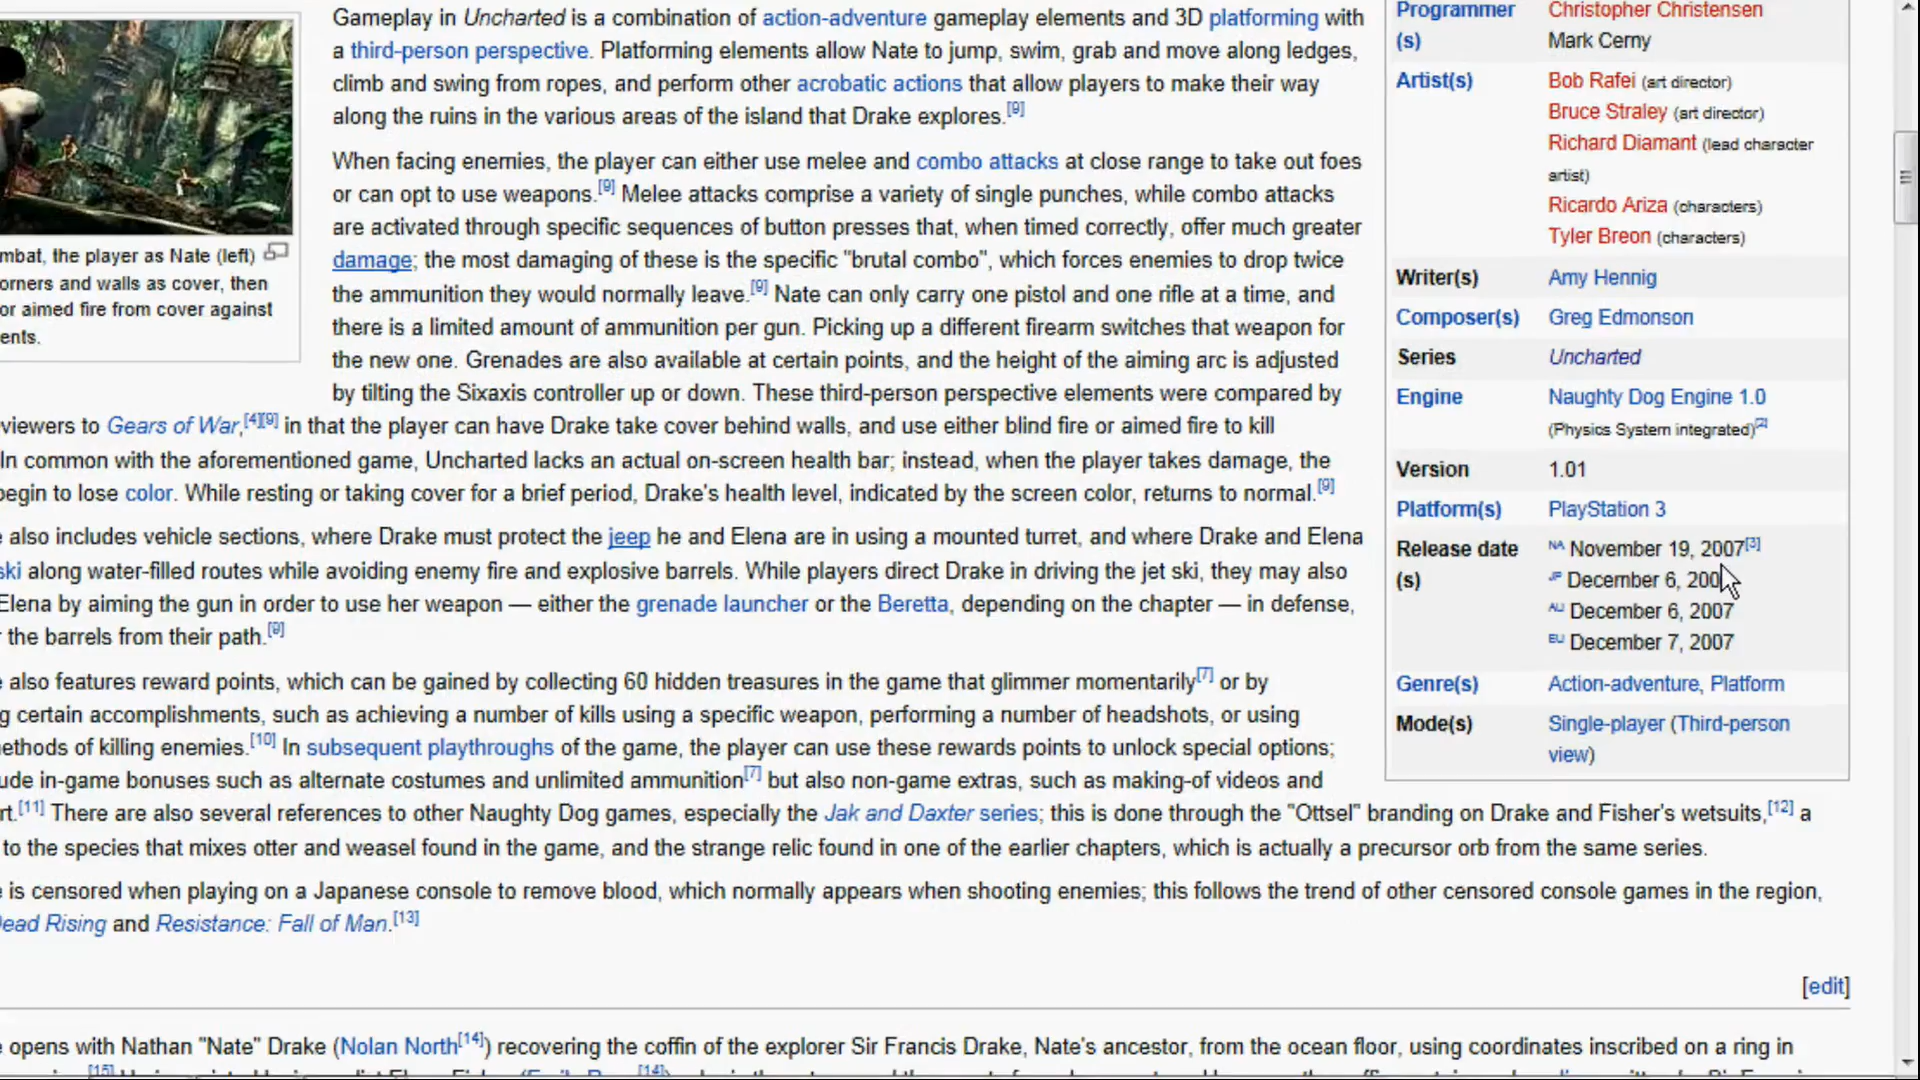 Gameplay in Uncharted is a combination of action-adventure gameplay elements and 3D platforming with
a third-person perspective. Platforming elements allow Nate to jump, swim, grab and move along ledges,
climb and swing from ropes, and perform other acrobatic actions that allow players to make their way
along the ruins in the various areas of the island that Drake explores.[9]
When facing enemies, the player can either use melee and combo attacks at close range to take out foes
or can opt to use weapons.[9] Melee attacks comprise a variety of single punches, while combo attacks
are activated through specific sequences of button presses that, when timed correctly, offer much greater
damage; the most damaging of these is the specific "brutal combo", which forces enemies to drop twice
the ammunition they would normally leave.[9] Nate can only carry one pistol and one rifle at a time, and
there is a limited amount of ammunition per gun. Picking up a different firearm switches that weapon for
the new one. Grenades are also available at certain points, and the height of the aiming arc is adjusted
by tilting the Sixaxis controller up or down. These third-person perspective elements were compared by
viewers to Gears of War,[4][9] in that the player can have Drake take cover behind walls, and use either blind fire or aimed fire to kill
In common with the aforementioned game, Uncharted lacks an actual on-screen health bar; instead, when the player takes damage, the
begin to lose color. While resting or taking cover for a brief period, Drake's health level, indicated by the screen color, returns to normal.[9]
e also includes vehicle sections, where Drake must protect the jeep he and Elena are in using a mounted turret, and where Drake and Elena
ski along water-filled routes while avoiding enemy fire and explosive barrels. While players direct Drake in driving the jet ski, they may also
Elena by aiming the gun in order to use her weapon — either the grenade launcher or the Beretta, depending on the chapter — in defense,
r the barrels from their path.[9]
e also features reward points, which can be gained by collecting 60 hidden treasures in the game that glimmer momentarily[7] or by
g certain accomplishments, such as achieving a number of kills using a specific weapon, performing a number of headshots, or using
ethods of killing enemies.[10] In subsequent playthroughs of the game, the player can use these rewards points to unlock special options;
ude in-game bonuses such as alternate costumes and unlimited ammunition[7] but also non-game extras, such as making-of videos and
rt.[11] There are also several references to other Naughty Dog games, especially the Jak and Daxter series; this is done through the "Ottsel" branding on Drake and Fisher's wetsuits,[12] a
to the species that mixes otter and weasel found in the game, and the strange relic found in one of the earlier chapters, which is actually a precursor orb from the same series.
e is censored when playing on a Japanese console to remove blood, which normally appears when shooting enemies; this follows the trend of other censored console games in the region,
Dead Rising and Resistance: Fall of Man.[13]
[edit]
e opens with Nathan "Nate" Drake (Nolan North[14]) recovering the coffin of the explorer Sir Francis Drake, Nate's ancestor, from the ocean floor, using coordinates inscribed on a ring in
[15] [14]
mbat, the player as Nate (left)
orners and walls as cover, then
or aimed fire from cover against
ents.
Programmer(s) Christopher Christensen
Mark Cerny
Artist(s) Bob Rafei (art director)
Bruce Straley (art director)
Richard Diamant (lead character
artist)
Ricardo Ariza (characters)
Tyler Breon (characters)
Writer(s) Amy Hennig
Composer(s) Greg Edmonson
Series Uncharted
Engine Naughty Dog Engine 1.0
(Physics System integrated)[2]
Version 1.01
Platform(s) PlayStation 3
Release date NA November 19, 2007[3]
(s) JP December 6, 200
AU December 6, 2007
EU December 7, 2007
Genre(s) Action-adventure, Platform
Mode(s) Single-player (Third-person
view)